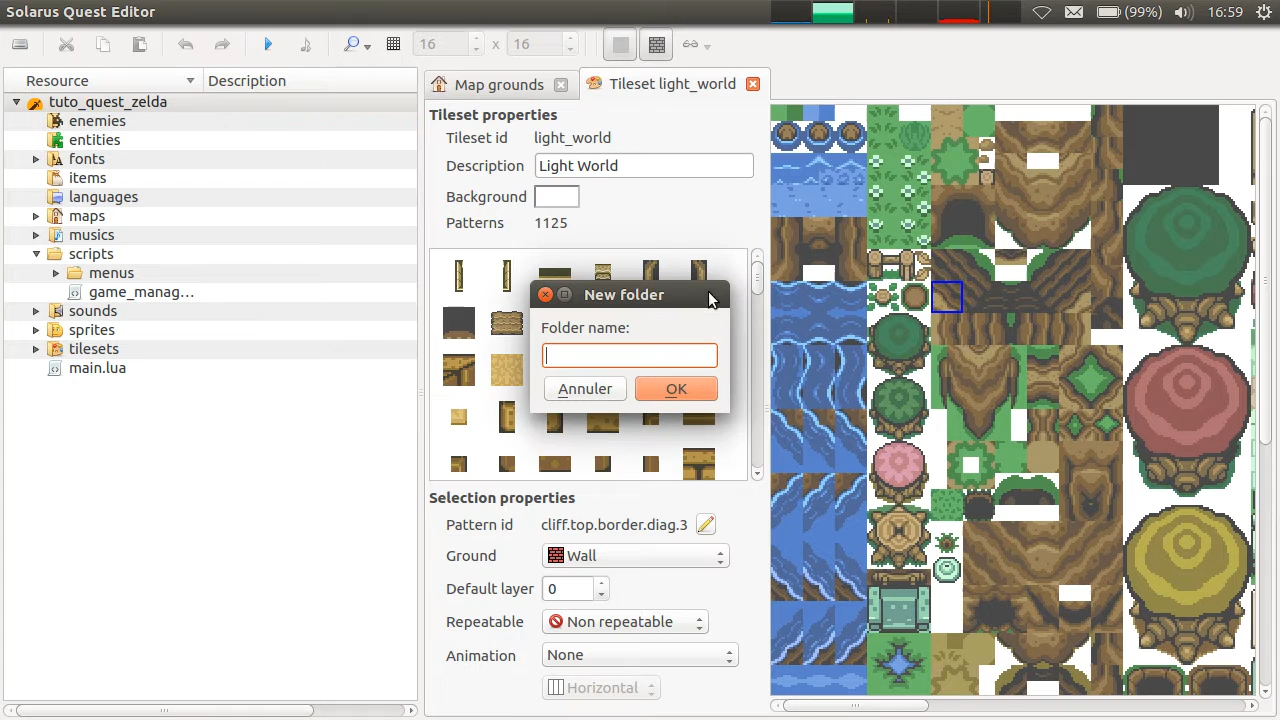 Solarus Quest Editor
(99%)
16:59
16 x 16
Resource
Description
tuto_quest_zelda
enemies
entities
fonts
items
languages
maps
musics
scripts
menus
game_manag...
sounds
sprites
tilesets
main.lua
Map grounds
Tileset light_world
Tileset properties
Tileset id light_world
Description Light World
Background
Patterns 1125
New folder
Folder name:
Annuler OK
Selection properties
Pattern id cliff.top.border.diag.3
Ground Wall
Default layer 0
Repeatable Non repeatable
Animation None
Horizontal